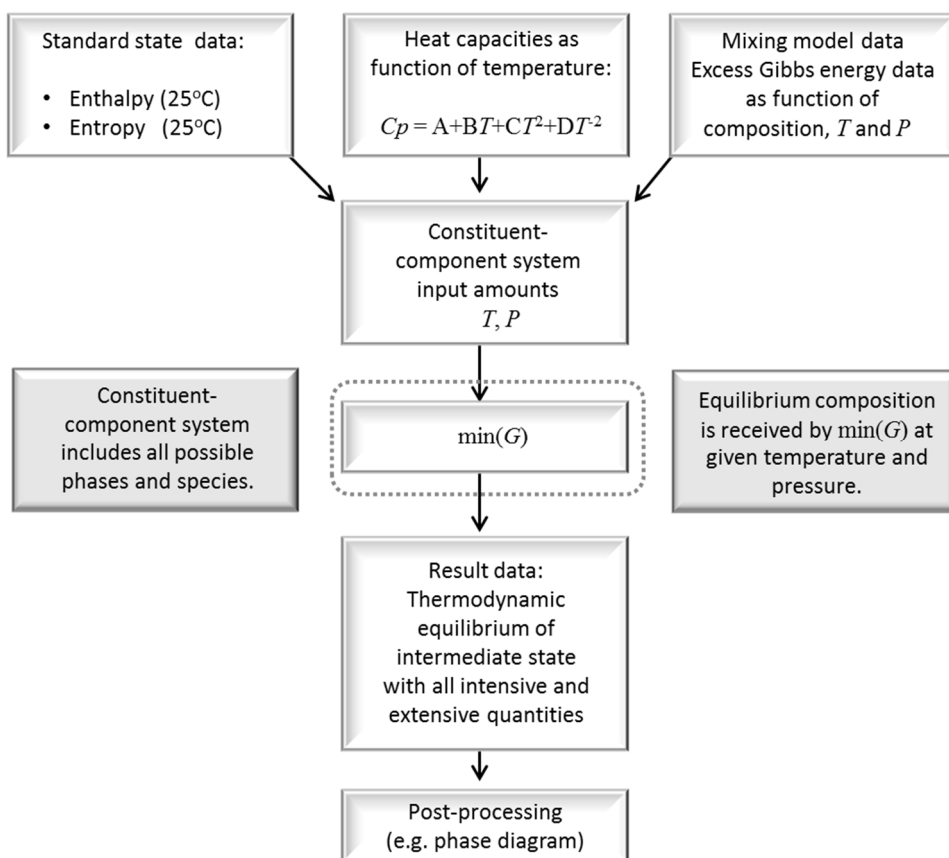 Standard state data:
• Enthalpy (25°C)
• Entropy (25°C)
Heat capacities as
function of temperature:
Cp = A+BT+CT²+DT⁻²
Mixing model data
Excess Gibbs energy data
as function of
composition, T and P
Constituent-
component system
input amounts
T, P
Constituent-
component system
includes all possible
phases and species.
min(G)
Equilibrium composition
is received by min(G) at
given temperature and
pressure.
Result data:
Thermodynamic
equilibrium of
intermediate state
with all intensive and
extensive quantities
Post-processing
(e.g. phase diagram)